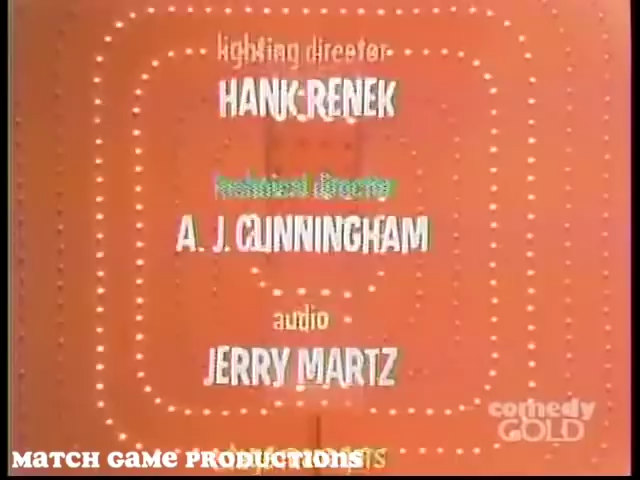 lighting director
HANK RENEK
technical director
A. J. CUNNINGHAM
audio
JERRY MARTZ
comedy
GOLD
MATCH GAME PRODUCTIONS